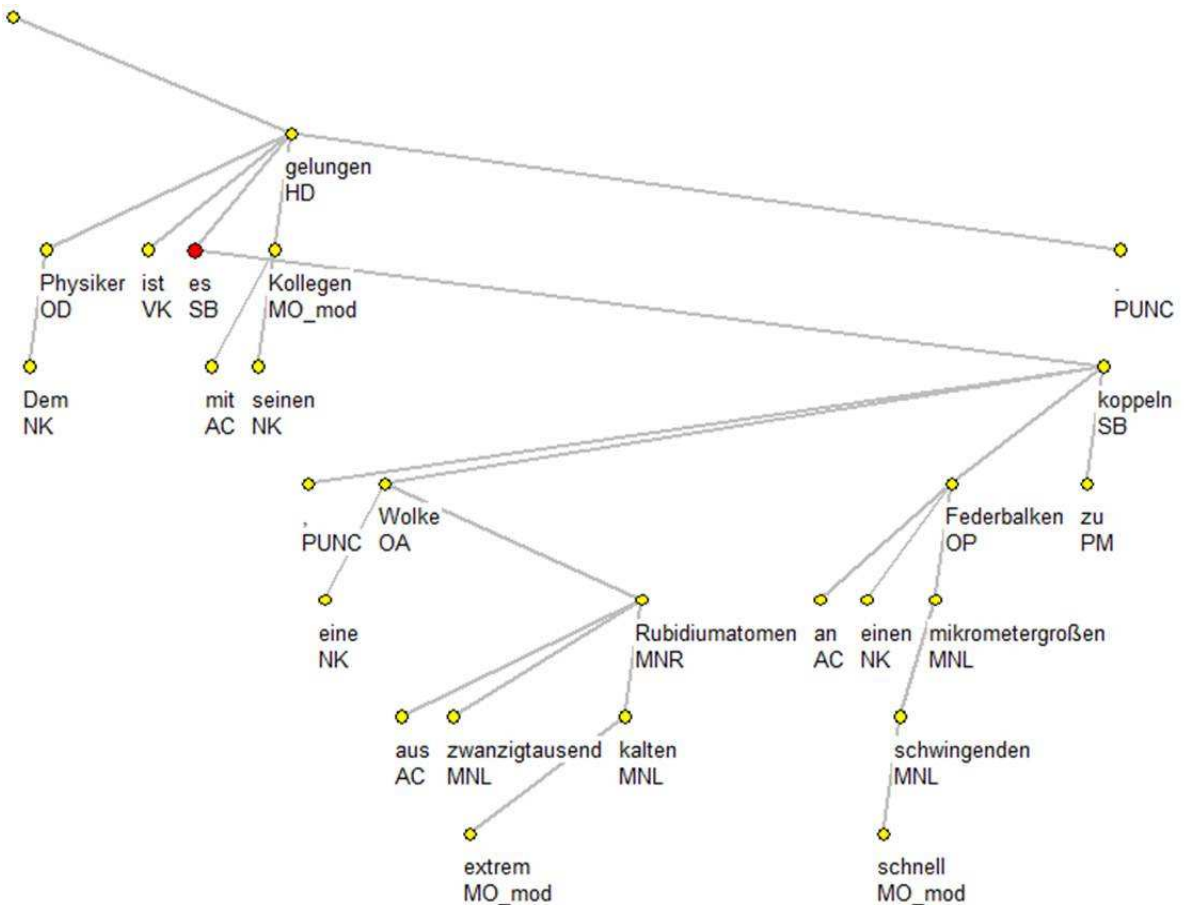 gelungen
HD
Physiker ist es Kollegen .
OD VK SB MO_mod PUNC
Dem mit seinen koppeln
NK AC NK SB
, Wolke Federbalken zu
PUNC OA OP PM
eine Rubidiumatomen an einen mikrometergroßen
NK MNR AC NK MNL
aus zwanzigtausend kalten schwingenden
AC MNL MNL MNL
extrem schnell
MO_mod MO_mod